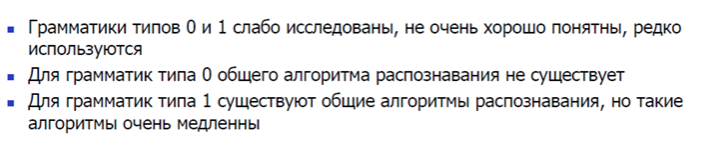 Грамматики типов 0 и 1 слабо исследованы, не очень хорошо понятны, редко
используются
Для грамматик типа 0 общего алгоритма распознавания не существует
Для грамматик типа 1 существуют общие алгоритмы распознавания, но такие
алгоритмы очень медленны